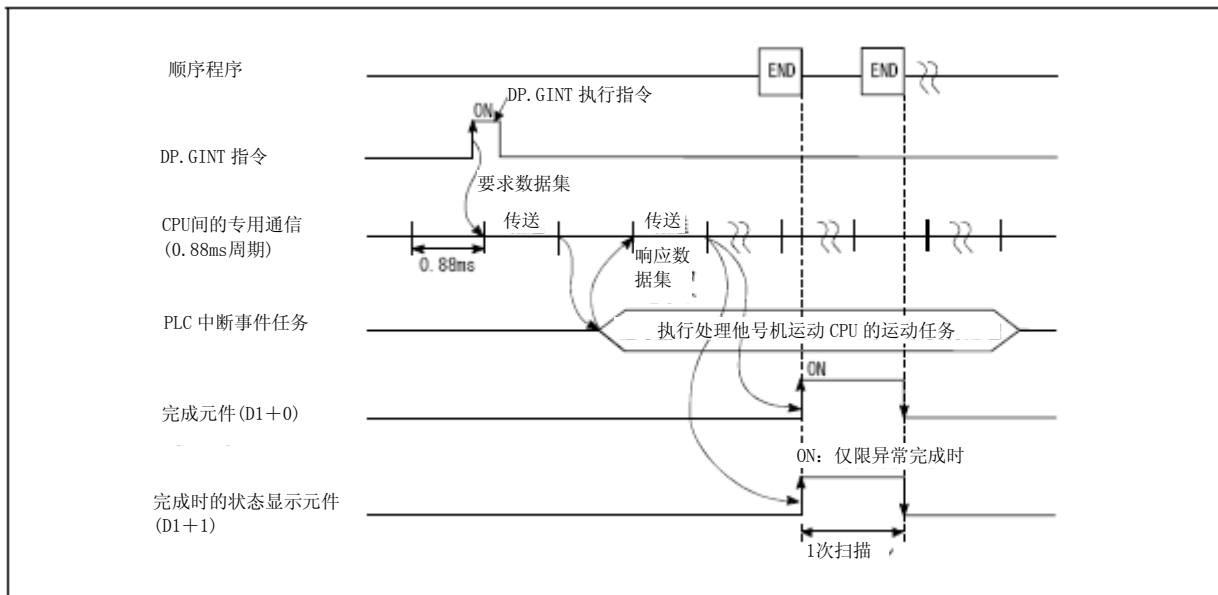 顺序程序
END
END
DP.GINT 执行指令
ON
DP.GINT 指令
要求数据集
CPU间的专用通信
(0.88ms周期)
传送
传送
0.88ms
响应数
据集
PLC 中断事件任务
执行处理他号机运动 CPU 的运动任务
ON
完成元件(D1+0)
ON: 仅限异常完成时
完成时的状态显示元件
(D1+1)
1次扫描